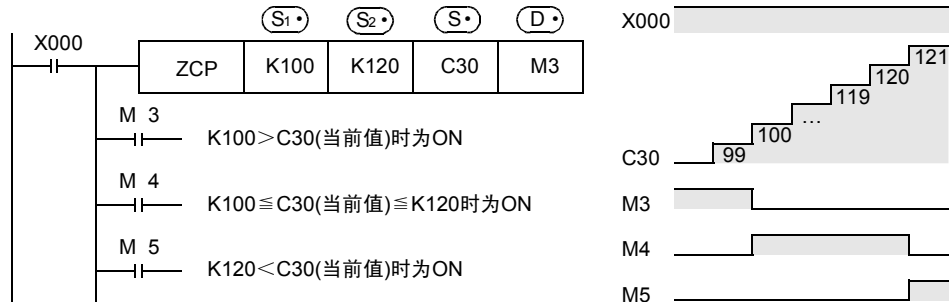 S1• S2• S• D•
X000
ZCP K100 K120 C30 M3
M 3
K100＞C30(当前值)时为ON
M 4
K100≦C30(当前值)≦K120时为ON
M 5
K120＜C30(当前值)时为ON
X000
121
120
119
…
100
99
C30
M3
M4
M5